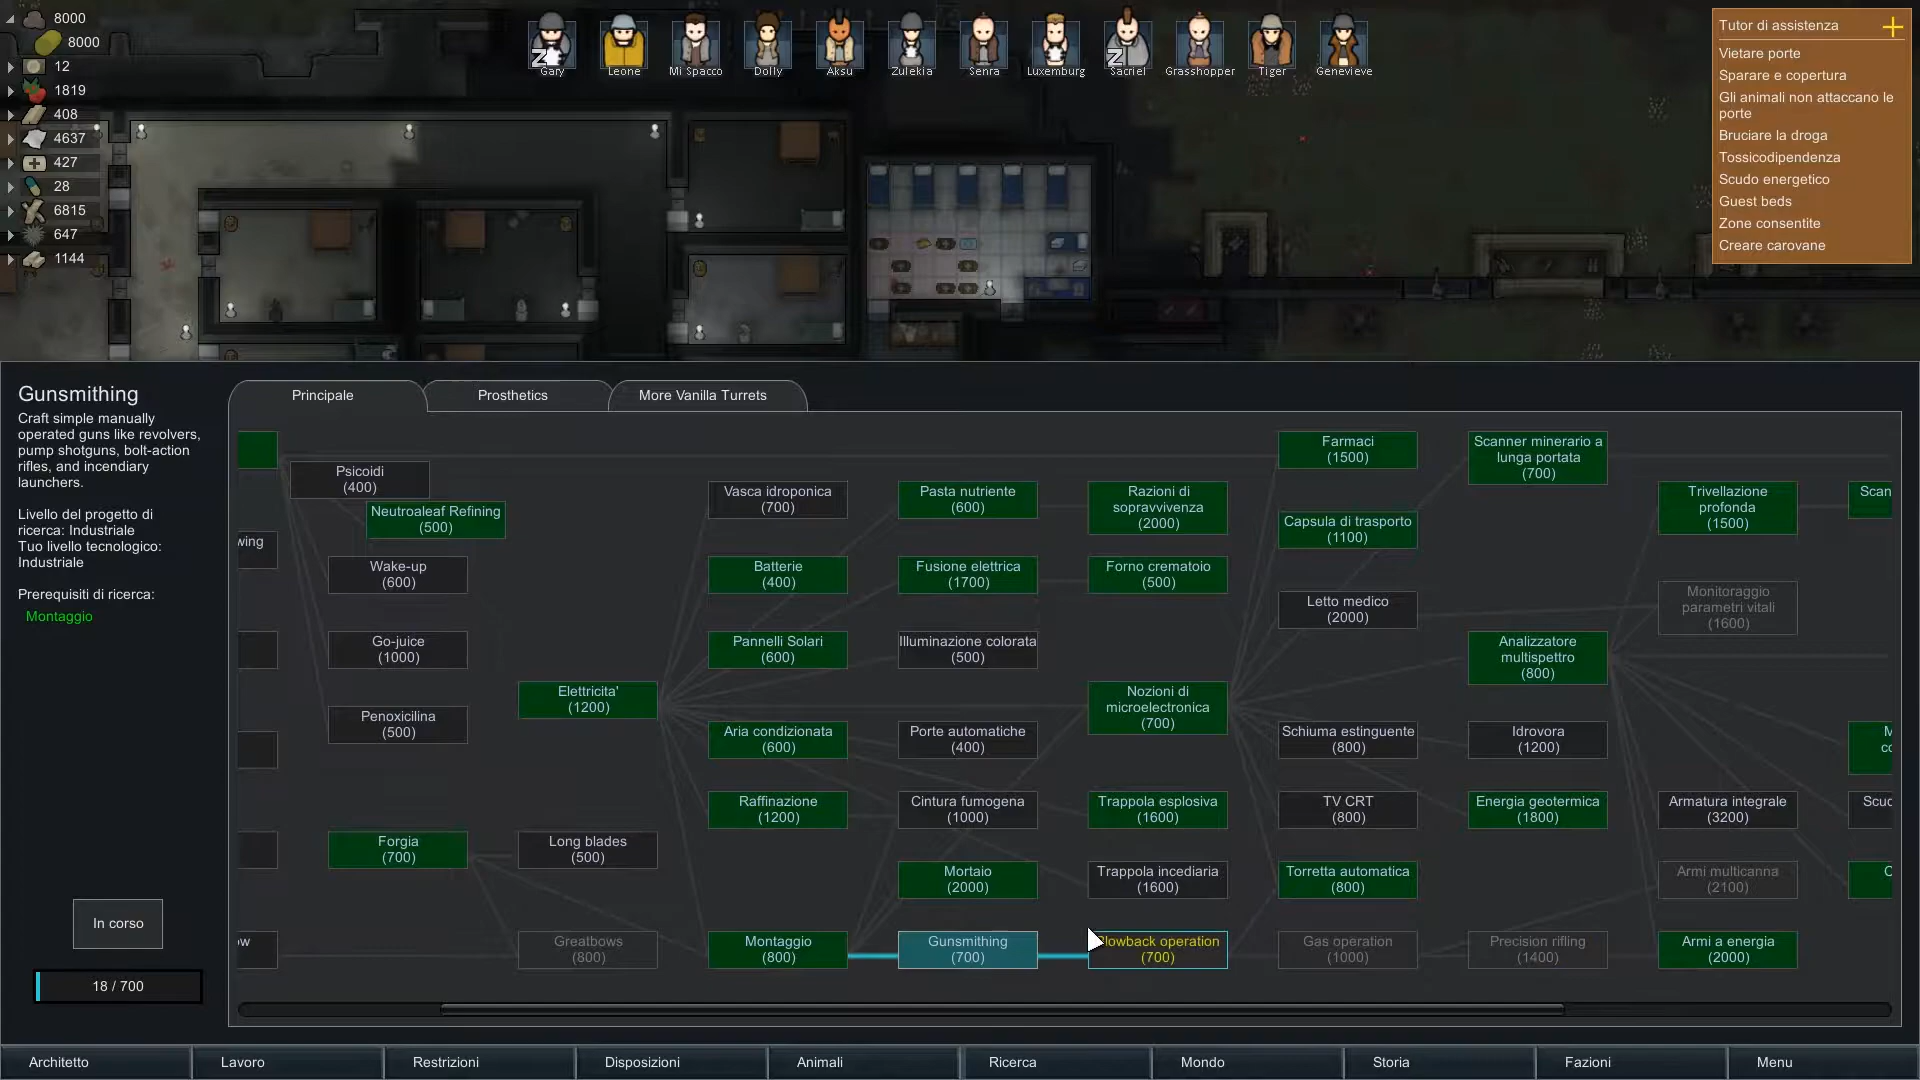 8000
8000
12
1819
408
4637
427
28
6815
647
1144
Gary
Leone
Mi Spacco
Dolly
Aksu
Zulekia
Senra
Luxemburg
Sacriel
Grasshopper
Tiger
Genevieve
Tutor di assistenza
Vietare porte
Sparare e copertura
Gli animali non attaccano le
porte
Bruciare la droga
Tossicodipendenza
Scudo energetico
Guest beds
Zone consentite
Creare carovane
Gunsmithing
Craft simple manually
operated guns like revolvers,
pump shotguns, bolt-action
rifles, and incendiary
launchers.
Livello del progetto di
ricerca: Industriale
Tuo livello tecnologico:
Industriale
Prerequisiti di ricerca:
Montaggio
In corso
18 / 700
Principale
Prosthetics
More Vanilla Turrets
Psicoidi
(400)
Neutroaleaf Refining
(500)
wing
Wake-up
(600)
Go-juice
(1000)
Penoxicilina
(500)
Forgia
(700)
ow
Elettricita'
(1200)
Long blades
(500)
Greatbows
(800)
Vasca idroponica
(700)
Batterie
(400)
Pannelli Solari
(600)
Aria condizionata
(600)
Raffinazione
(1200)
Montaggio
(800)
Pasta nutriente
(600)
Fusione elettrica
(1700)
Illuminazione colorata
(500)
Porte automatiche
(400)
Cintura fumogena
(1000)
Mortaio
(2000)
Gunsmithing
(700)
Razioni di
sopravvivenza
(2000)
Forno crematoio
(500)
Nozioni di
microelettronica
(700)
Trappola esplosiva
(1600)
Trappola incediaria
(1600)
lowback operation
(700)
Farmaci
(1500)
Capsula di trasporto
(1100)
Letto medico
(2000)
Schiuma estinguente
(800)
TV CRT
(800)
Torretta automatica
(800)
Gas operation
(1000)
Scanner minerario a
lunga portata
(700)
Analizzatore
multispettro
(800)
Idrovora
(1200)
Energia geotermica
(1800)
Precision rifling
(1400)
Trivellazione
profonda
(1500)
Monitoraggio
parametri vitali
(1600)
Armatura integrale
(3200)
Armi multicanna
(2100)
Armi a energia
(2000)
Scan
M
co
Scuc
Architetto
Lavoro
Restrizioni
Disposizioni
Animali
Ricerca
Mondo
Storia
Fazioni
Menu